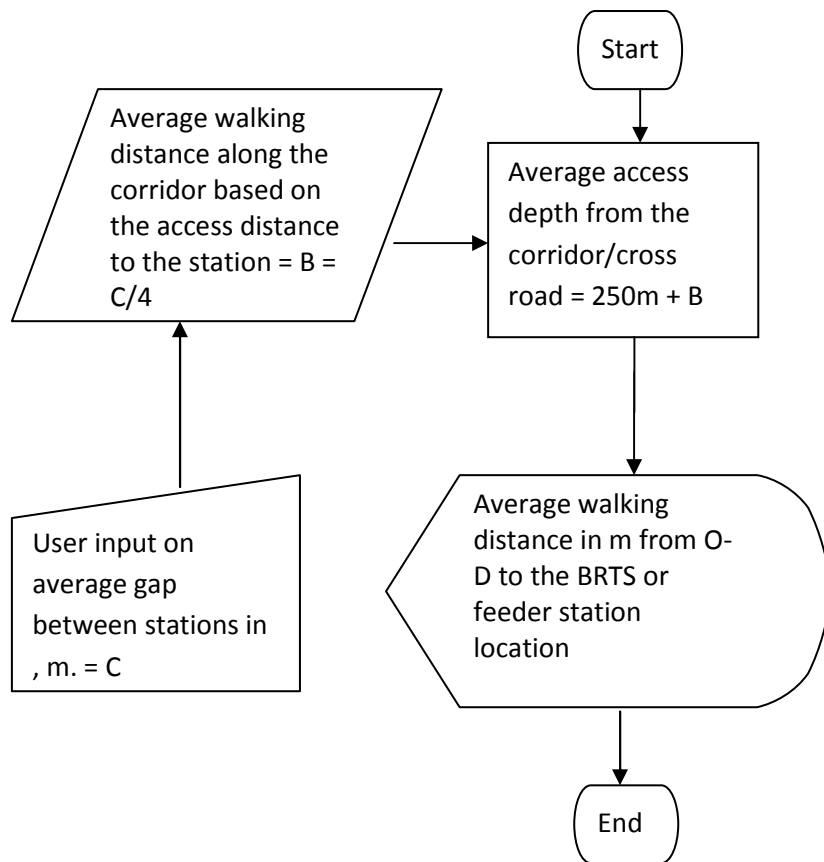 Start
Average walking
distance along the
corridor based on
the access distance
to the station = B =
C/4
Average access
depth from the
corridor/cross
road = 250m + B
User input on
average gap
between stations in
, m. = C
Average walking
distance in m from O-
D to the BRTS or
feeder station
location
End